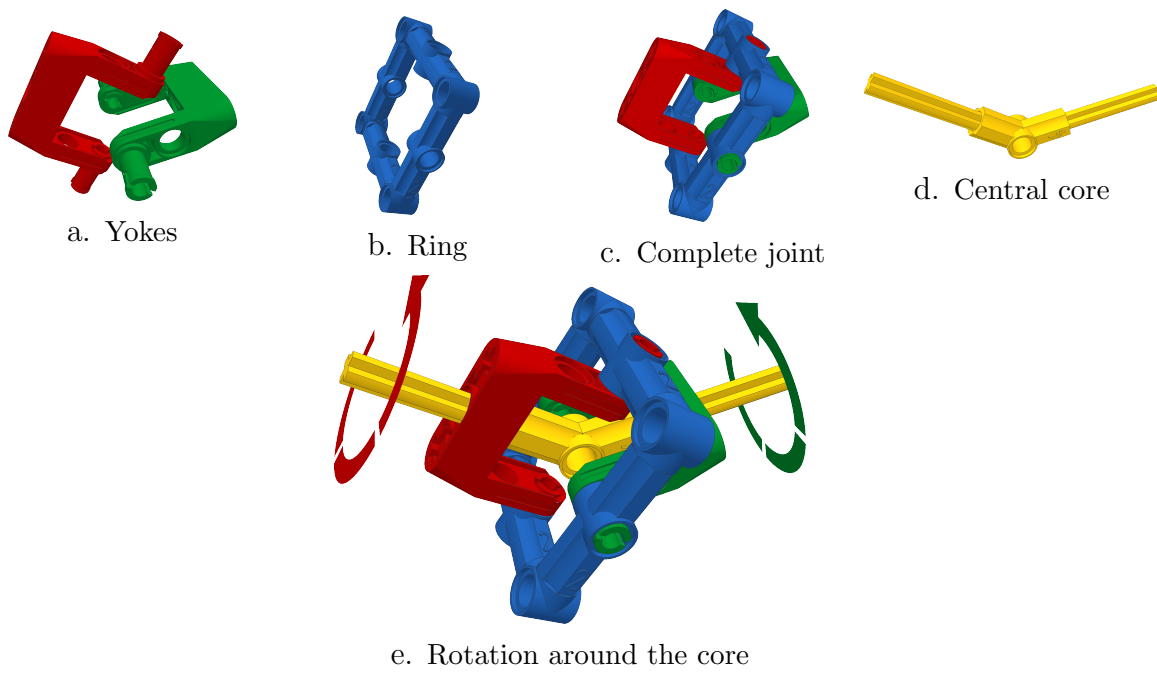 a. Yokes
b. Ring
c. Complete joint
d. Central core
e. Rotation around the core